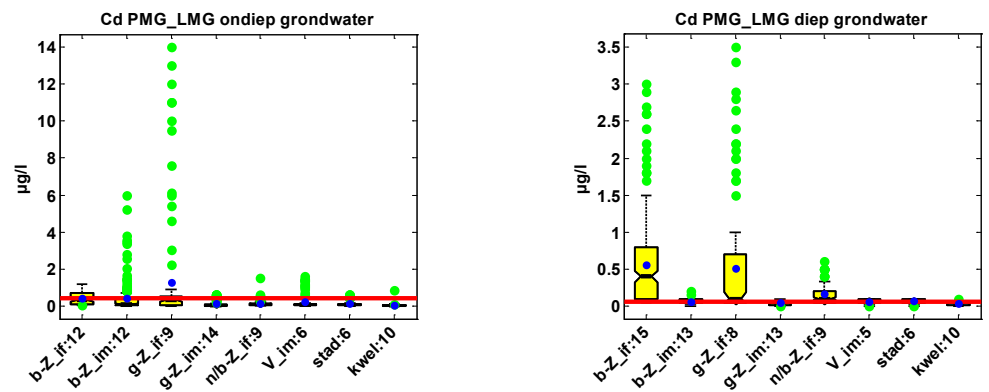 Cd PMG_LMG ondiep grondwater
µg/l
14
12
10
8
6
4
2
0
b-Z_if:12
b-Z_im:12
g-Z_if:9
g-Z_im:14
n/b-Z_if:9
V_im:6
stad:6
kwel:10
Cd PMG_LMG diep grondwater
µg/l
3.5
3
2.5
2
1.5
1
0.5
0
b-Z_if:15
b-Z_im:13
g-Z_if:8
g-Z_im:13
n/b-Z_if:9
V_im:5
stad:6
kwel:10